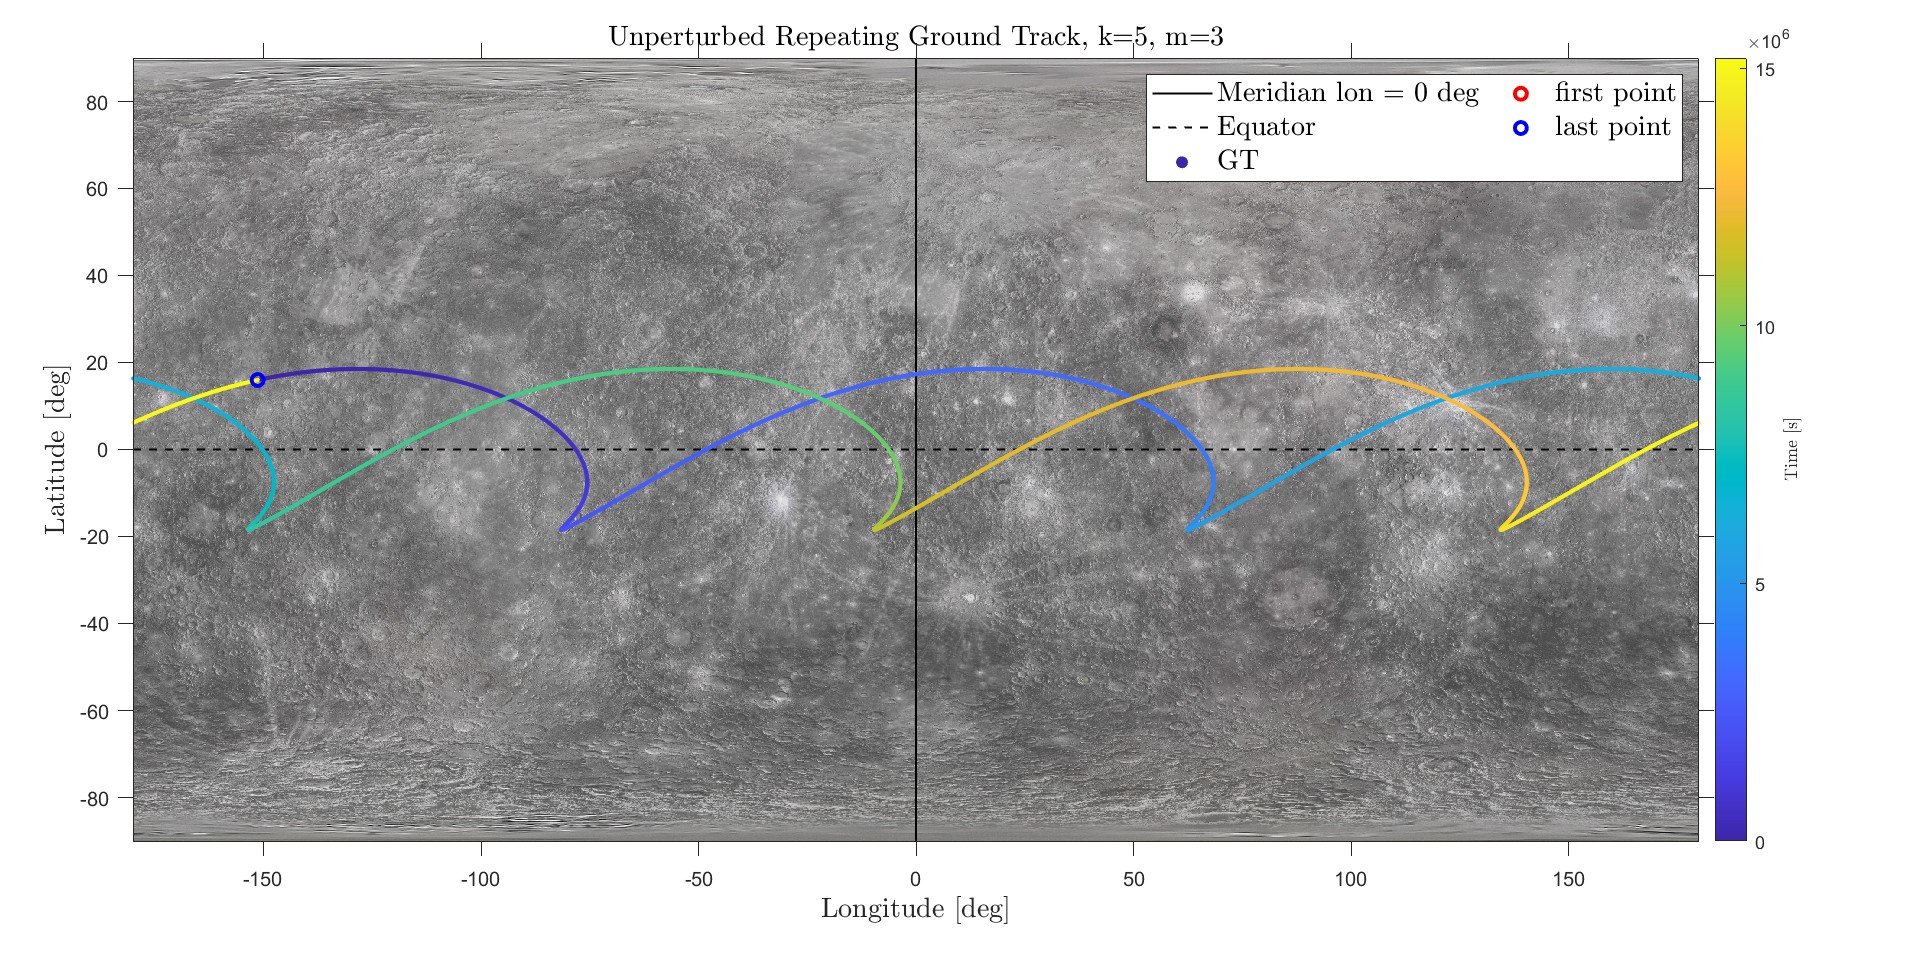 Unperturbed Repeating Ground Track, k=5, m=3
×10⁶
Meridian lon = 0 deg
Equator
GT
first point
last point
80
60
40
20
0
-20
-40
-60
-80
Latitude [deg]
-150
-100
-50
0
50
100
150
Longitude [deg]
15
10
5
0
Time [s]